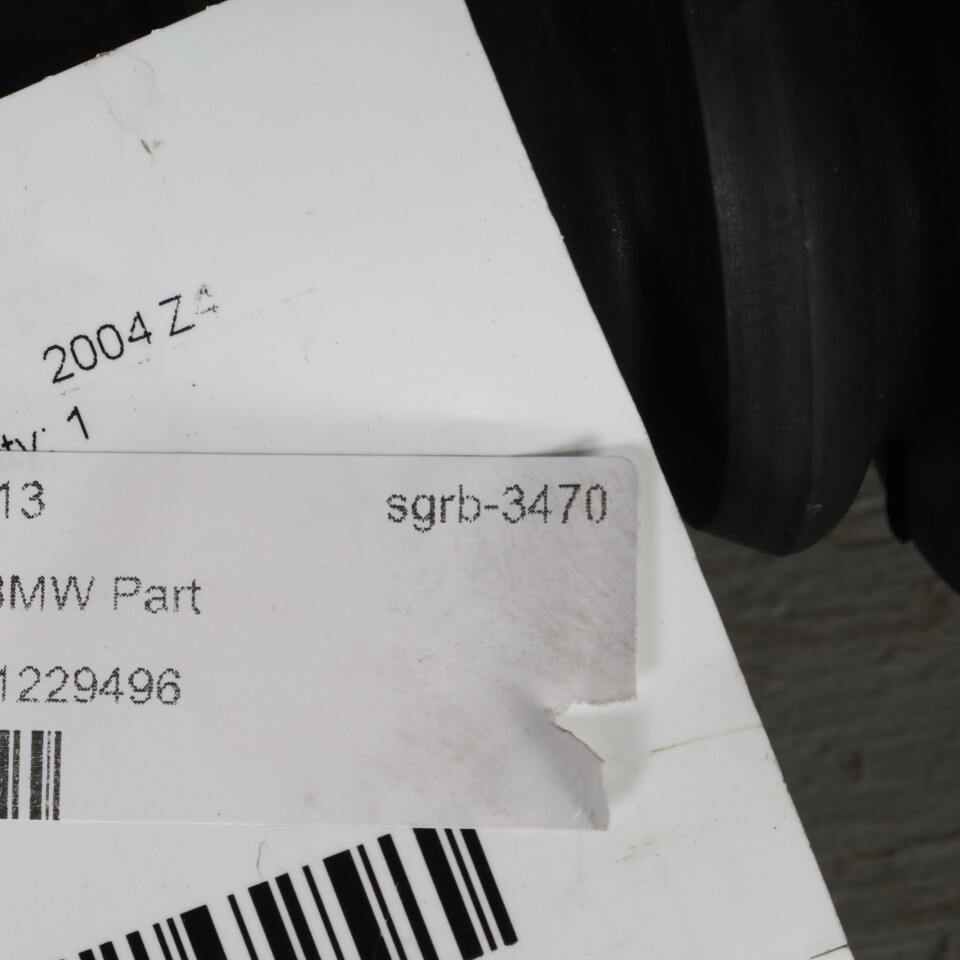 2004 Z4
ty: 1
13 sgrb-3470
BMW Part
1229496